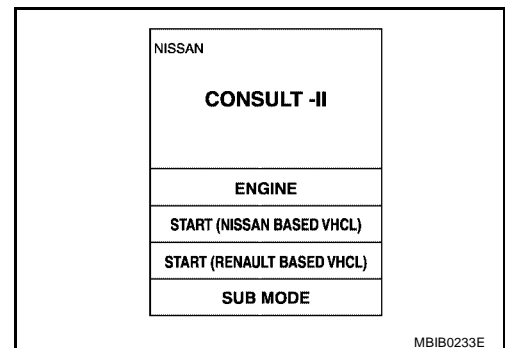 NISSAN
CONSULT -II
ENGINE
START (NISSAN BASED VHCL)
START (RENAULT BASED VHCL)
SUB MODE
MBIB0233E